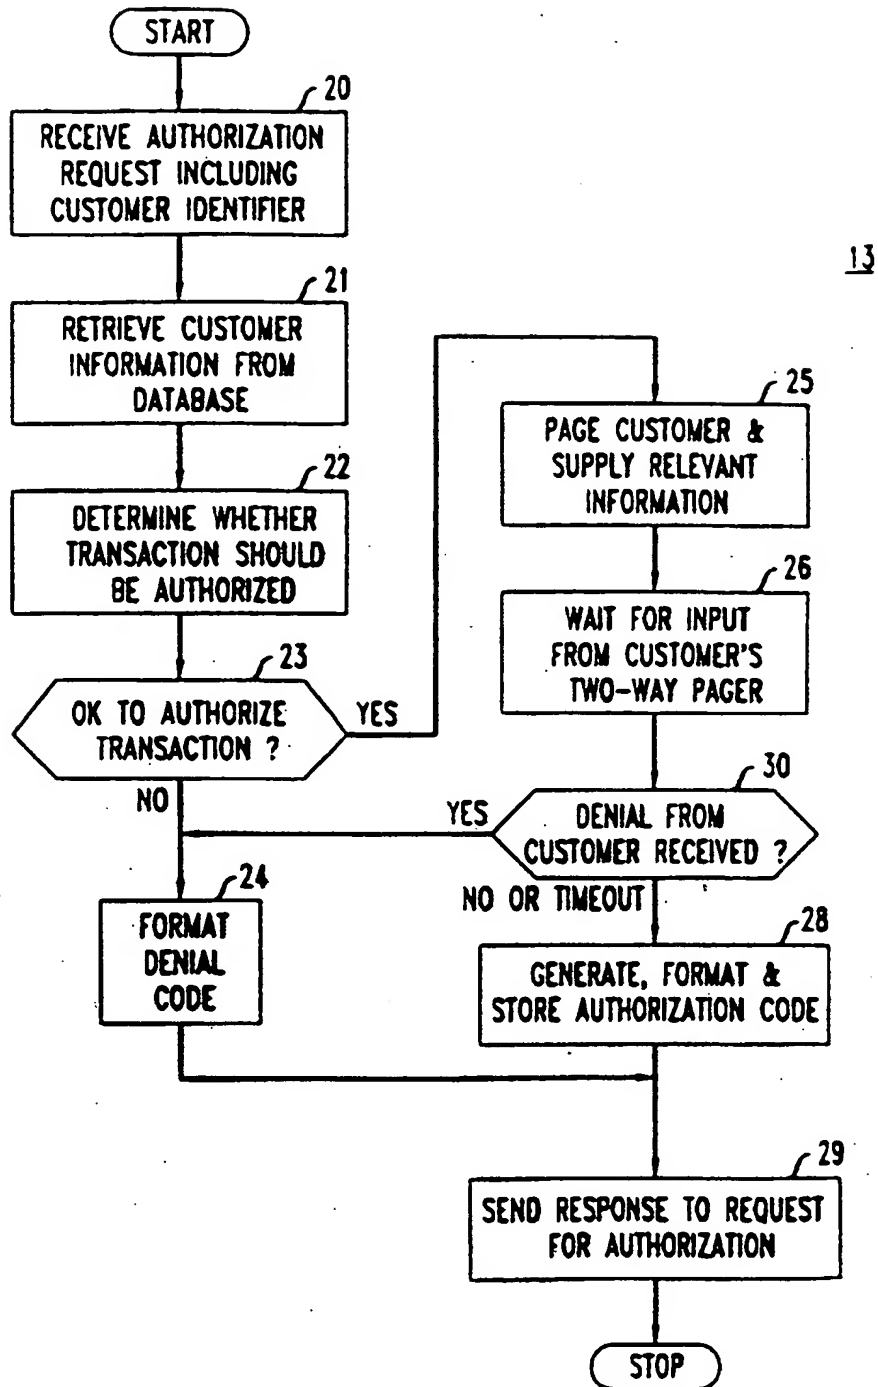 START
20
RECEIVE AUTHORIZATION
REQUEST INCLUDING
CUSTOMER IDENTIFIER
21
RETRIEVE CUSTOMER
INFORMATION FROM
DATABASE
22
DETERMINE WHETHER
TRANSACTION SHOULD
BE AUTHORIZED
23
OK TO AUTHORIZE
TRANSACTION ?
YES
NO
24
FORMAT
DENIAL
CODE
13
25
PAGE CUSTOMER &
SUPPLY RELEVANT
INFORMATION
26
WAIT FOR INPUT
FROM CUSTOMER'S
TWO-WAY PAGER
30
DENIAL FROM
CUSTOMER RECEIVED ?
YES
NO OR TIMEOUT
28
GENERATE, FORMAT &
STORE AUTHORIZATION CODE
29
SEND RESPONSE TO REQUEST
FOR AUTHORIZATION
STOP